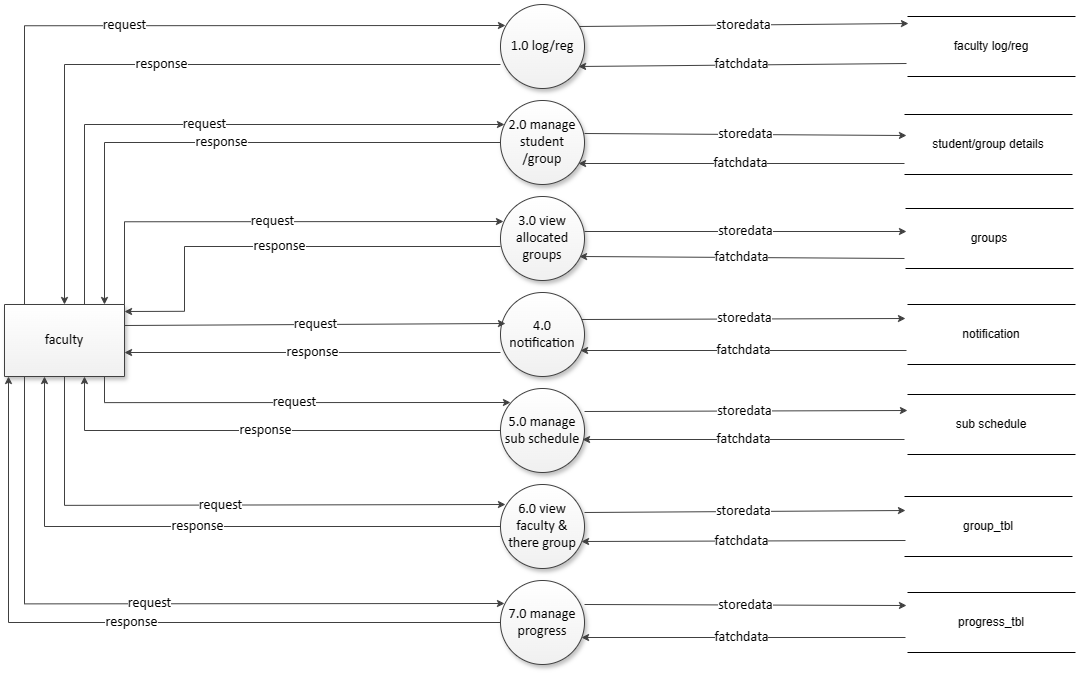 request
1.0 log/reg
storedata
faculty log/reg
response
fatchdata
request
2.0 manage
student
/group
storedata
student/group details
response
fatchdata
request
3.0 view
allocated
groups
storedata
groups
response
fatchdata
faculty
request
4.0
notification
storedata
notification
response
fatchdata
request
5.0 manage
sub schedule
storedata
sub schedule
response
fatchdata
request
6.0 view
faculty &
there group
storedata
group_tbl
response
fatchdata
request
7.0 manage
progress
storedata
progress_tbl
response
fatchdata